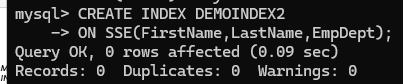 mysql> CREATE INDEX DEMOINDEX2
    -> ON SSE(FirstName,LastName,EmpDept);
Query OK, 0 rows affected (0.09 sec)
Records: 0  Duplicates: 0  Warnings: 0